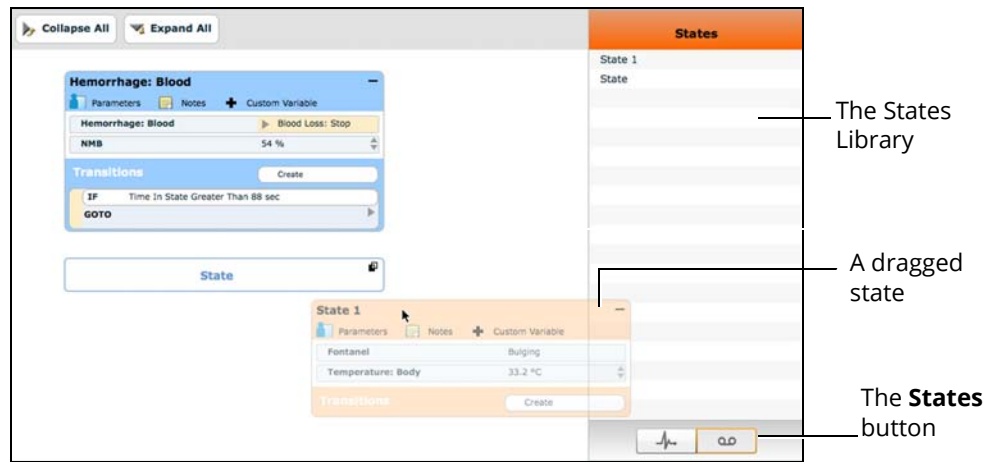 Collapse All
Expand All
States
State 1
State
Hemorrhage: Blood
Parameters Notes Custom Variable
Hemorrhage: Blood Blood Loss: Stop
NMB 54 %
Transitions Create
IF Time In State Greater Than 88 sec
GOTO
State
State 1
Parameters Notes Custom Variable
Fontanel Bulging
Temperature: Body 33.2 °C
Transitions Create
The States
Library
A dragged
state
The States
button